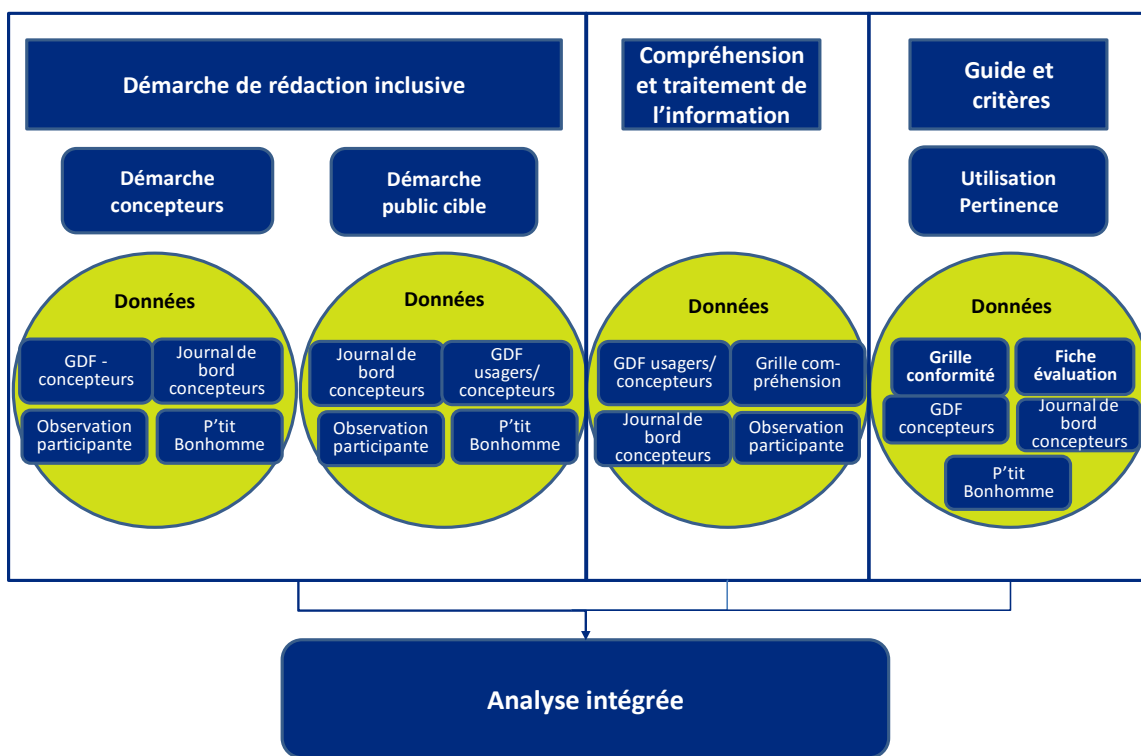 Démarche de rédaction inclusive
Compréhension
et traitement de
l'information
Guide et
critères
Démarche
concepteurs
Démarche
public cible
Utilisation
Pertinence
Données
GDF -
concepteurs
Journal de
bord
concepteurs
Observation
participante
P'tit
Bonhomme
Données
Journal de
bord
concepteurs
GDF
usagers/
concepteurs
Observation
participante
P'tit
Bonhomme
Données
GDF usagers/
concepteurs
Grille com-
préhension
Journal de
bord
concepteurs
Observation
participante
Données
Grille
conformité
Fiche
évaluation
GDF
concepteurs
Journal de
bord
concepteurs
P'tit
Bonhomme
Analyse intégrée